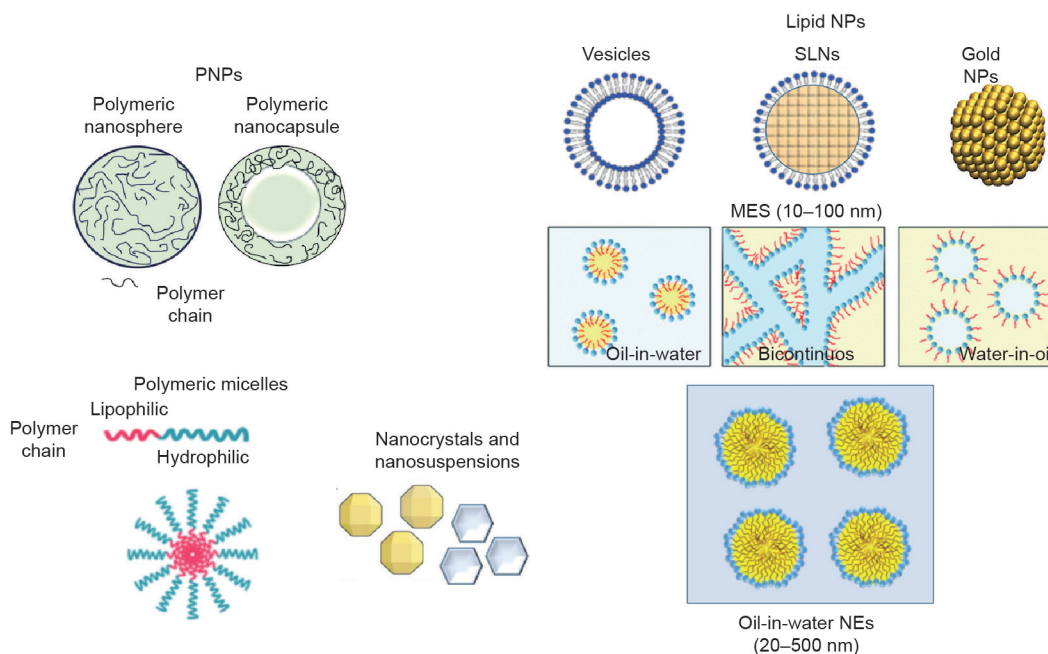 PNPs
Polymeric
nanosphere
Polymeric
nanocapsule
Polymer
chain
Lipid NPs
Vesicles
SLNs
Gold
NPs
MES (10–100 nm)
Oil-in-water
Bicontinuos
Water-in-oi
Polymeric micelles
Lipophilic
Polymer
chain
Hydrophilic
Nanocrystals and
nanosuspensions
Oil-in-water NEs
(20–500 nm)